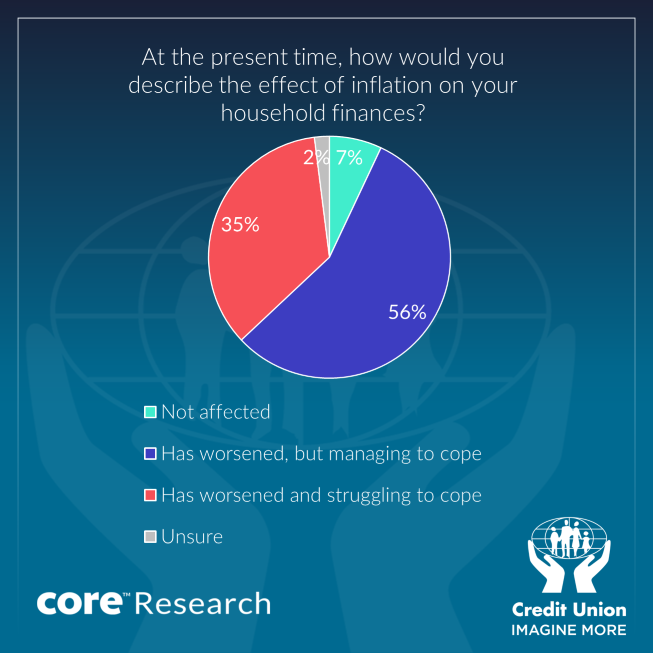 At the present time, how would you
describe the effect of inflation on your
household finances?
2% 7%
35%
56%
Not affected
Has worsened, but managing to cope
Has worsened and struggling to cope
Unsure
core™ Research
Credit Union
IMAGINE MORE